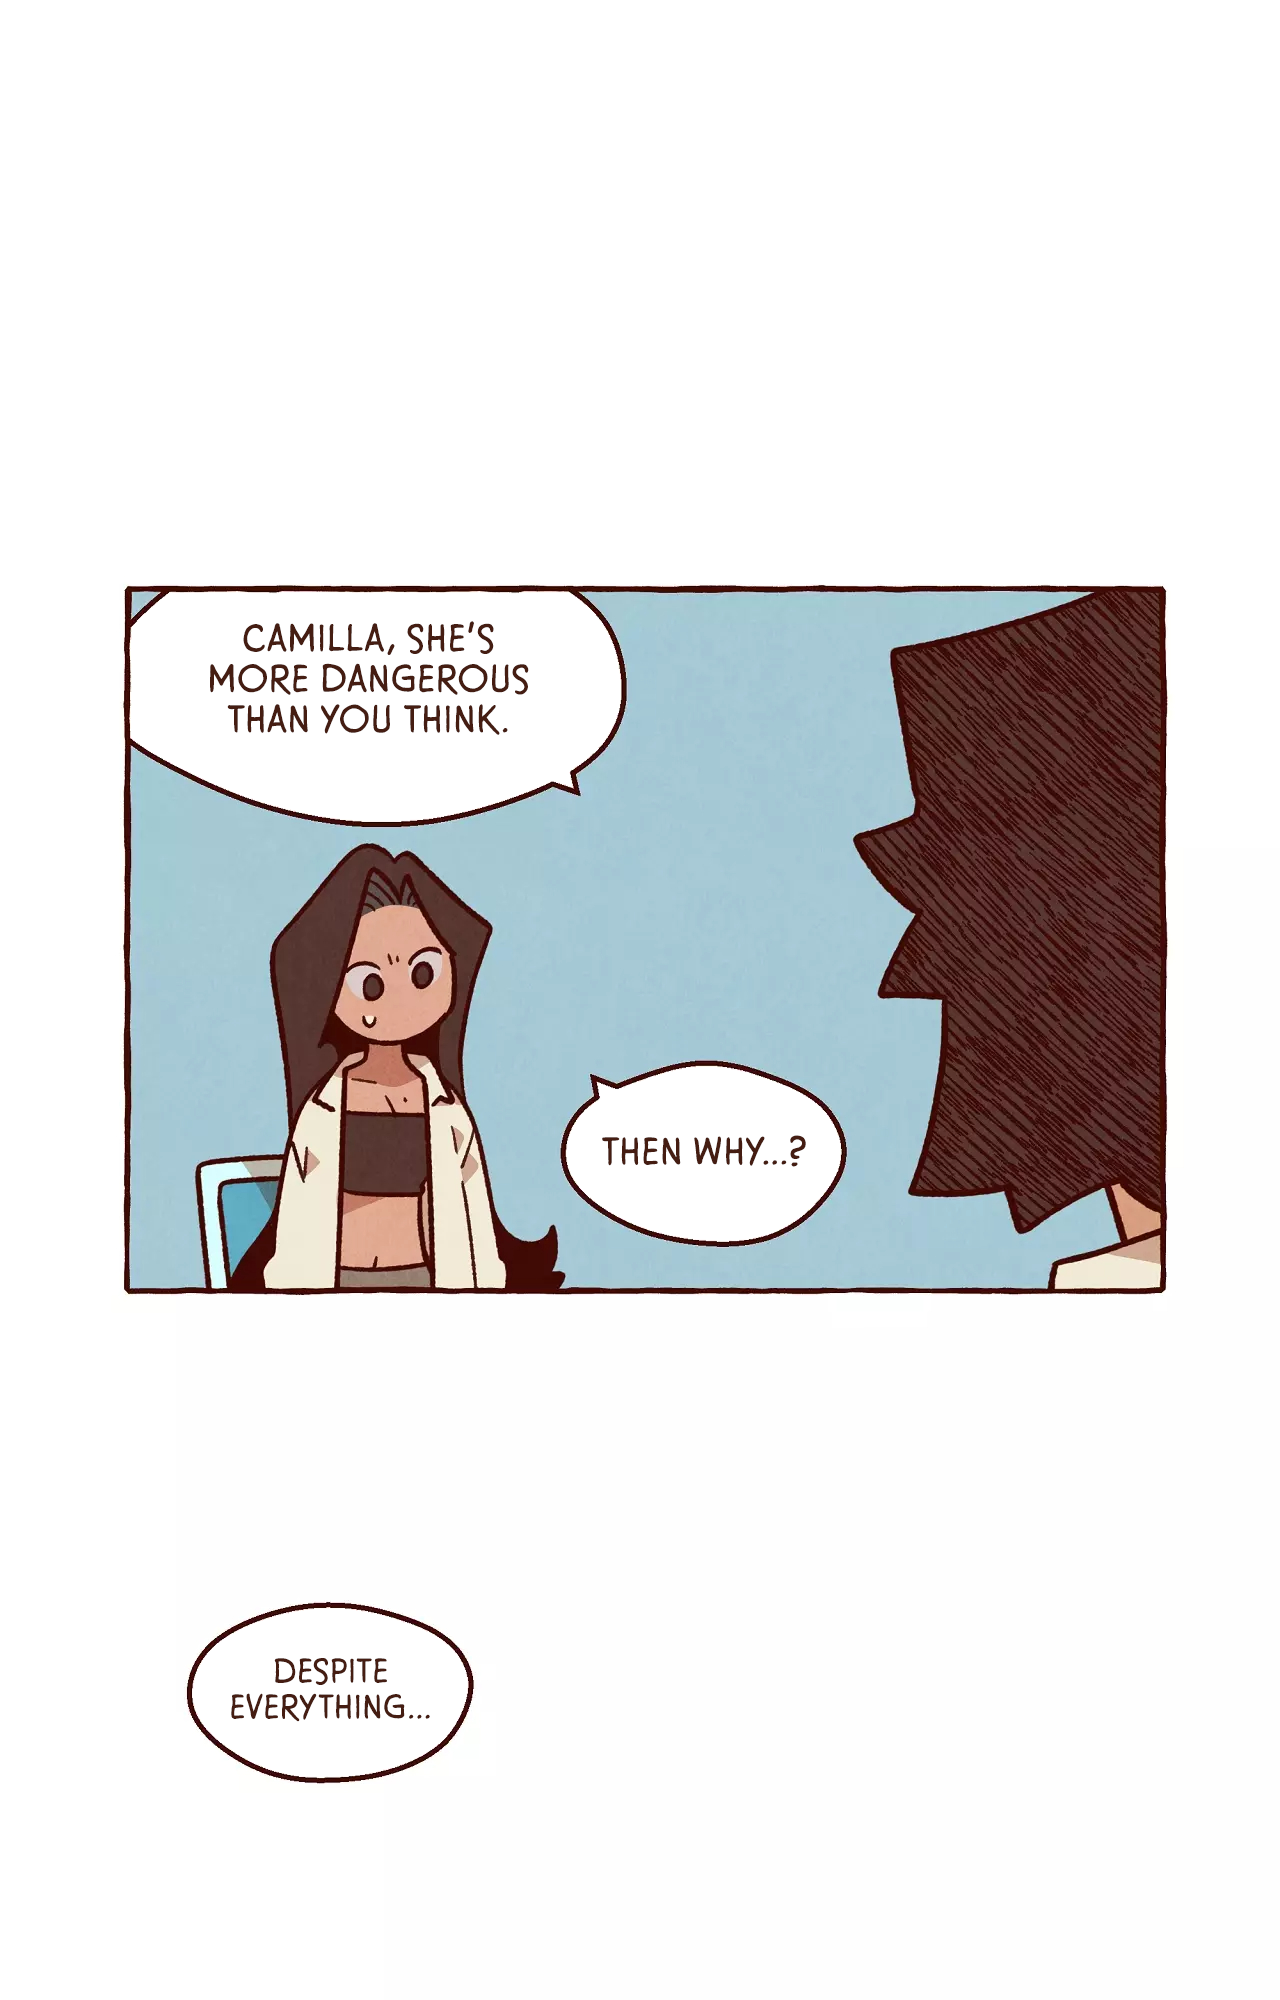 CAMILLA, SHE'S
MORE DANGEROUS
THAN YOU THINK.
THEN WHY...?
DESPITE
EVERYTHING...